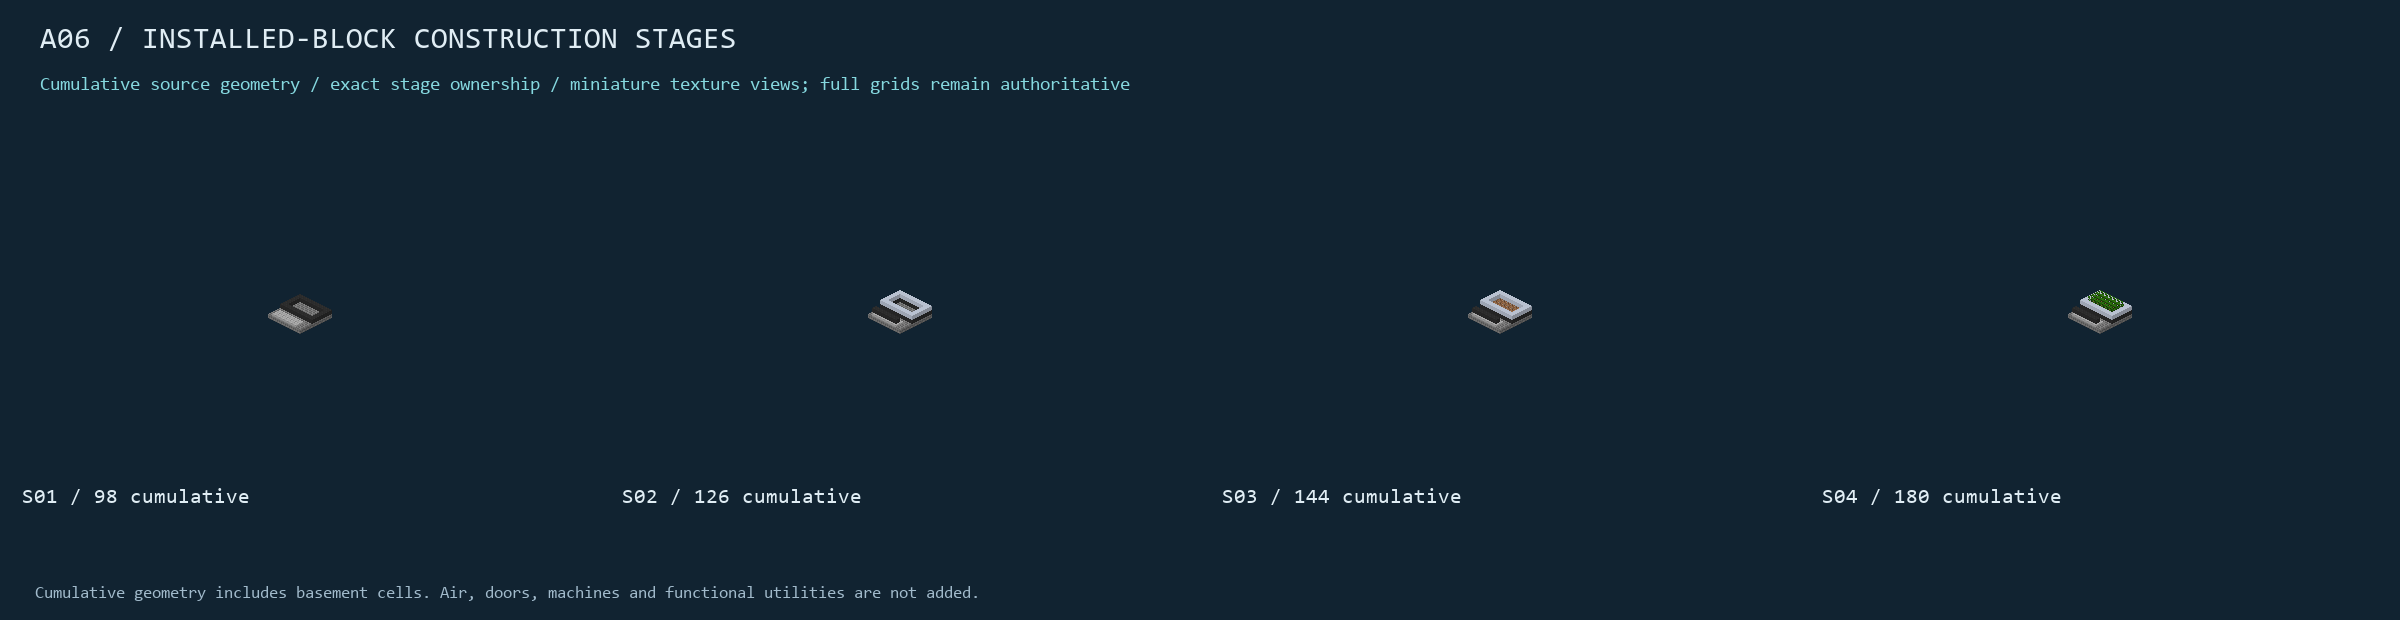 A06 / INSTALLED-BLOCK CONSTRUCTION STAGES
Cumulative source geometry / exact stage ownership / miniature texture views; full grids remain authoritative
S01 / 98 cumulative
S02 / 126 cumulative
S03 / 144 cumulative
S04 / 180 cumulative
Cumulative geometry includes basement cells. Air, doors, machines and functional utilities are not added.